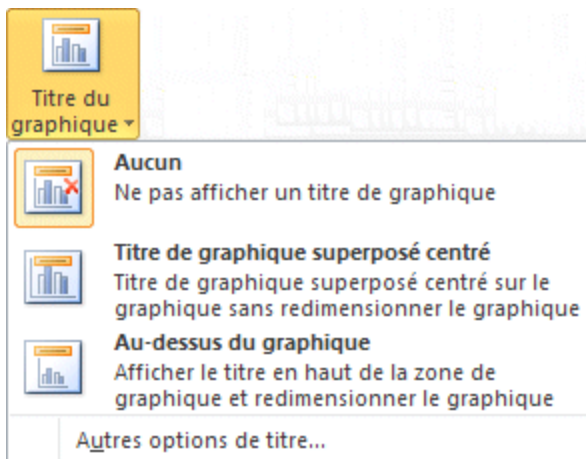 Titre du
graphique
Aucun
Ne pas afficher un titre de graphique
Titre de graphique superposé centré
Titre de graphique superposé centré sur le
graphique sans redimensionner le graphique
Au-dessus du graphique
Afficher le titre en haut de la zone de
graphique et redimensionner le graphique
Autres options de titre...